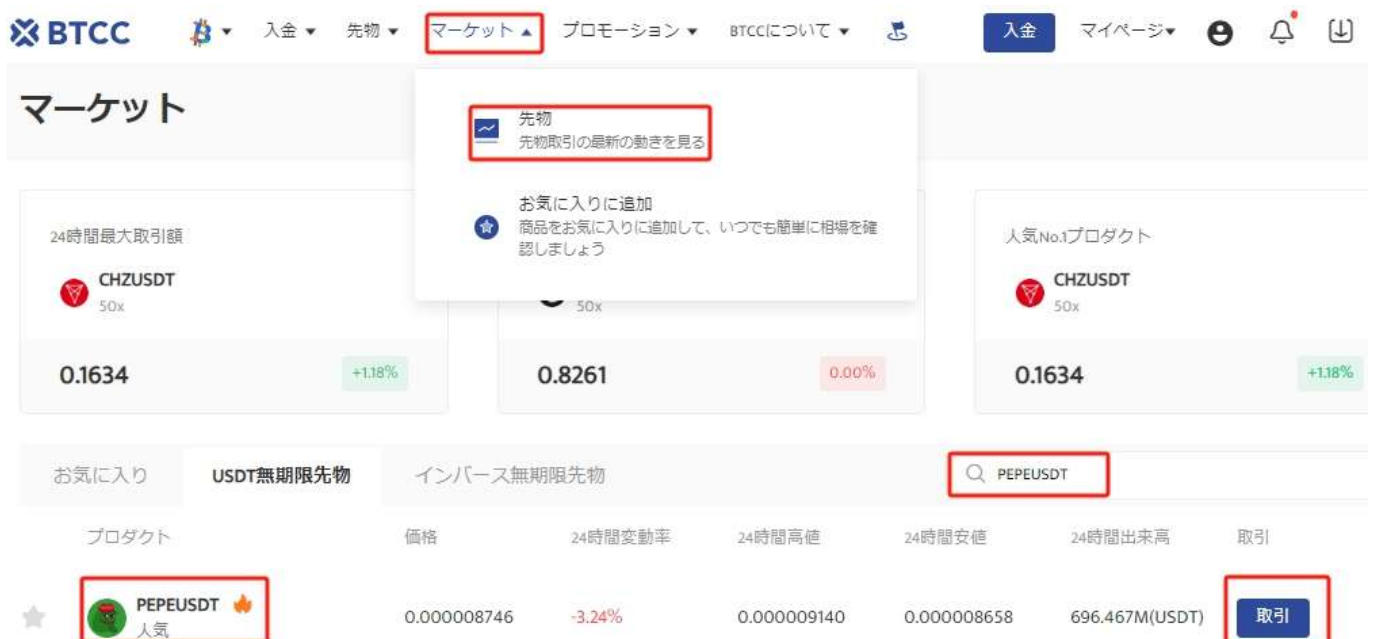 BTCC 入金 先物 マーケット プロモーション BTCCについて 入金 マイページ
マーケット
先物
先物取引の最新の動きを見る
お気に入りに追加
商品をお気に入りに追加して、いつでも簡単に相場を確
認しましょう
24時間最大取引額
CHZUSDT
50x
0.1634 +1.18%
50x
0.8261 0.00%
人気No.1プロダクト
CHZUSDT
50x
0.1634 +1.18%
お気に入り USDT無期限先物 インバース無期限先物 PEPEUSDT
プロダクト 価格 24時間変動率 24時間高値 24時間安値 24時間出来高 取引
PEPEUSDT 0.000008746 -3.24% 0.000009140 0.000008658 696.467M(USDT) 取引
人気